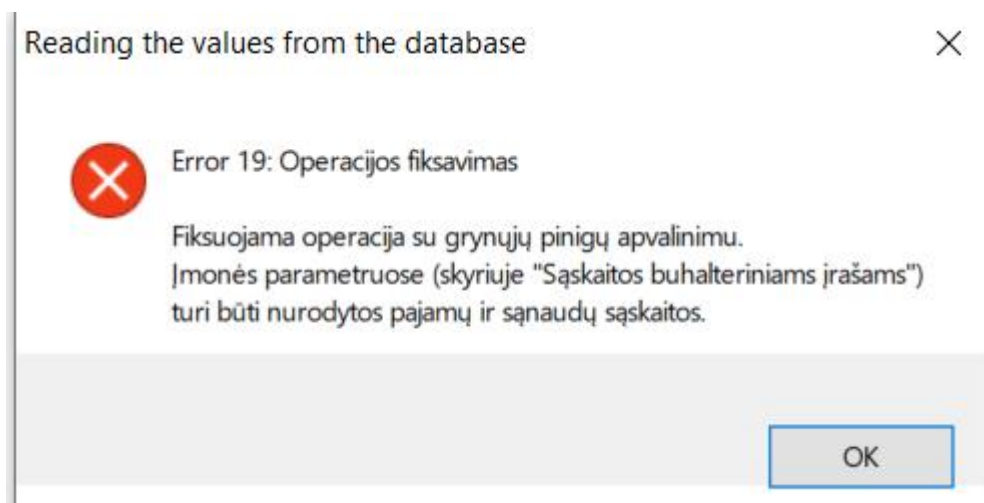 Reading the values from the database
Error 19: Operacijos fiksavimas
Fiksuojama operacija su grynųjų pinigų apvalinimu.
Įmonės parametruose (skyriuje "Sąskaitos buhalteriniams įrašams")
turi būti nurodytos pajamų ir sąnaudų sąskaitos.
OK